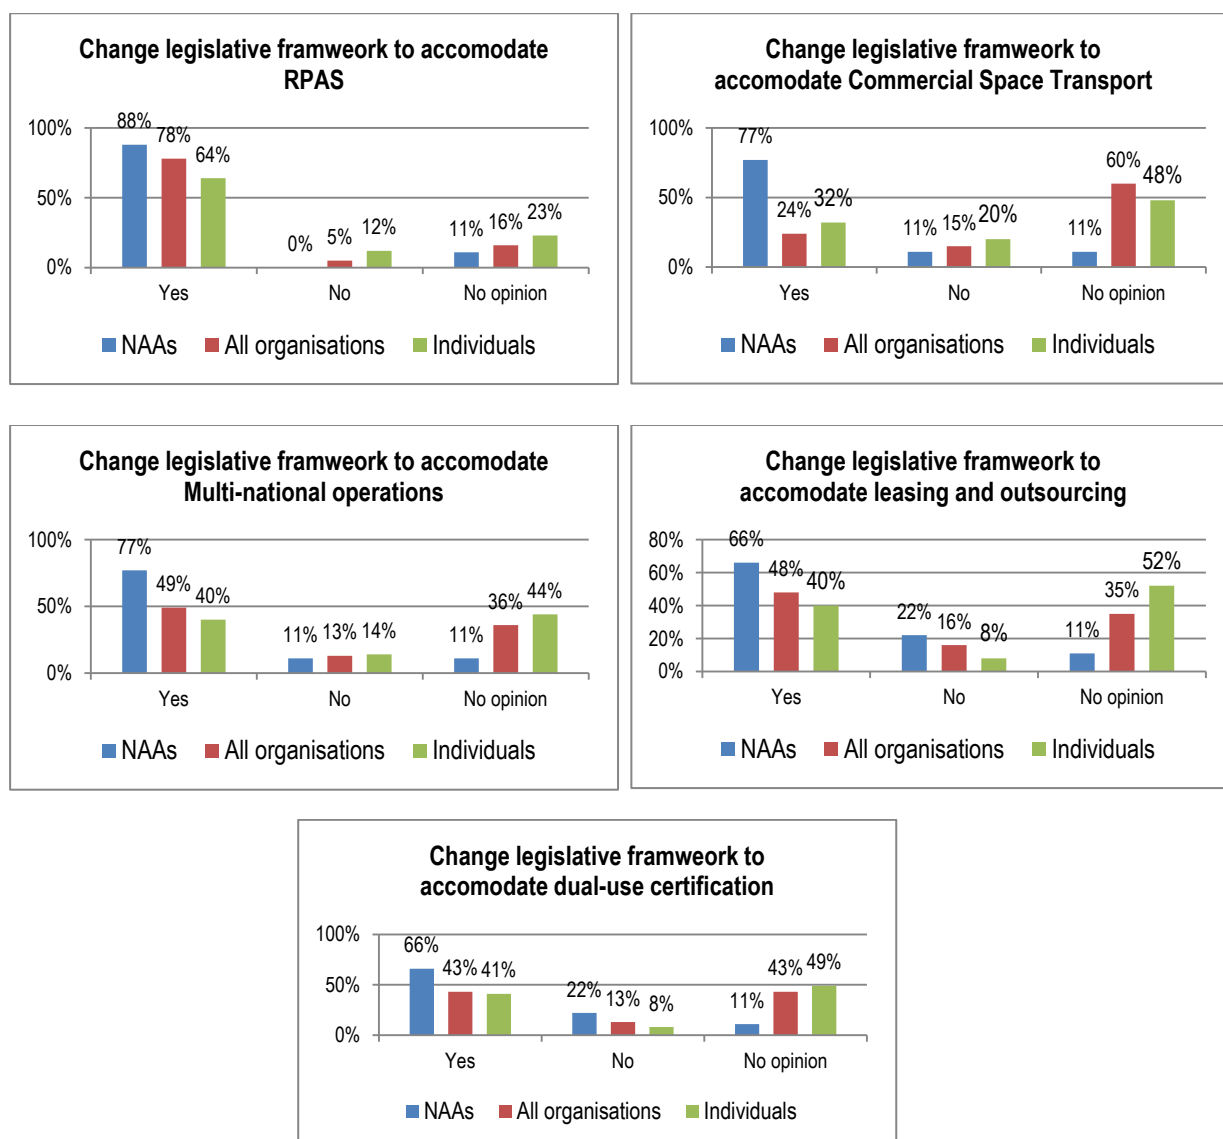 Change legislative framweork to accomodate
RPAS
100%
50%
0%
88%
78%
64%
0%
5%
12%
11%
16%
23%
Yes
No
No opinion
NAAs
All organisations
Individuals
Change legislative framweork to
accomodate Commercial Space Transport
100%
50%
0%
77%
24%
32%
11%
15%
20%
11%
60%
48%
Yes
No
No opinion
NAAs
All organisations
Individuals
Change legislative framweork to accomodate
Multi-national operations
100%
50%
0%
77%
49%
40%
11%
13%
14%
11%
36%
44%
Yes
No
No opinion
NAAs
All organisations
Individuals
Change legislative framweork to
accomodate leasing and outsourcing
80%
60%
40%
20%
0%
66%
48%
40%
22%
16%
8%
11%
35%
52%
Yes
No
No opinion
NAAs
All organisations
Individuals
Change legislative framweork to
accomodate dual-use certification
100%
50%
0%
66%
43%
41%
22%
13%
8%
11%
43%
49%
Yes
No
No opinion
NAAs
All organisations
Individuals